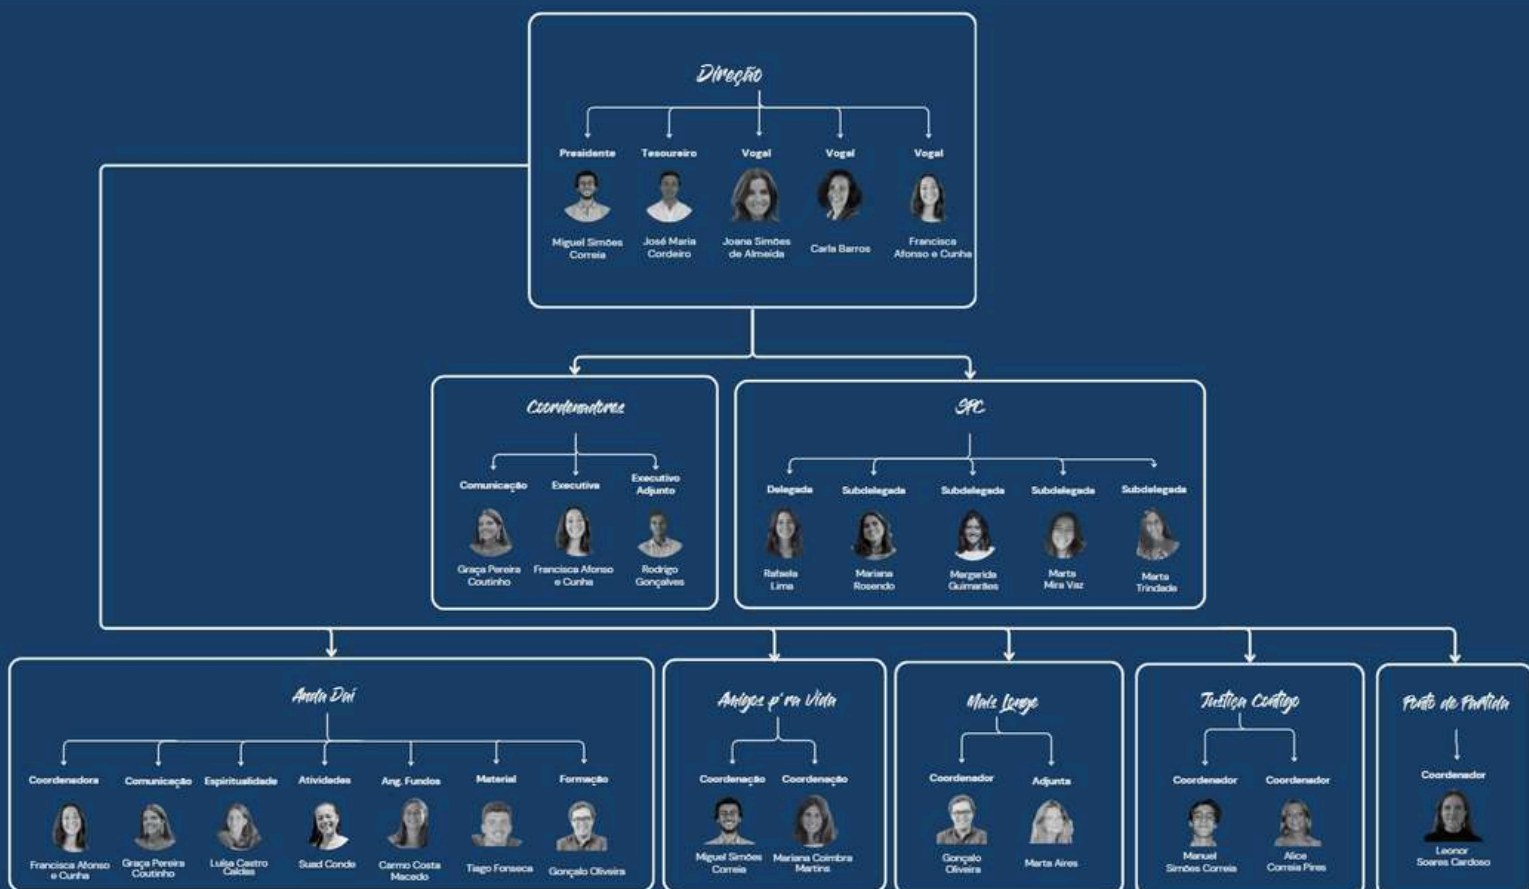 Direção
Presidente
Tesoureiro
Vogal
Vogal
Vogal
Miguel Simões
Correia
José Maria
Cordeiro
Joana Simões
de Almeida
Carla Barros
Francisca
Afonso e Cunha
Coordenadores
Comunicação
Executiva
Executivo
Adjunto
Graça Pereira
Coutinho
Francisca Afonso
e Cunha
Rodrigo
Gonçalves
SPC
Delegada
Subdelegada
Subdelegada
Subdelegada
Subdelegada
Rafaela
Lima
Mariana
Rosendo
Margarida
Guimarães
Marta
Mira Vaz
Marta
Trindade
Anda Daí
Coordenadora
Comunicação
Espiritualidade
Atividades
Ang. Fundos
Material
Formação
Francisca Afonso
e Cunha
Graça Pereira
Coutinho
Luísa Castro
Caldas
Suad Conde
Carmo Costa
Macedo
Tiago Fonseca
Gonçalo Oliveira
Amigos p'ra Vida
Coordenação
Coordenação
Miguel Simões
Correia
Mariana Coimbra
Martins
Mais Longe
Coordenador
Adjunta
Gonçalo
Oliveira
Marta Aires
Justiça Contigo
Coordenador
Coordenador
Manuel
Simões Correia
Alice
Correia Pires
Ponto de Partida
Coordenador
Leonor
Soares Cardoso